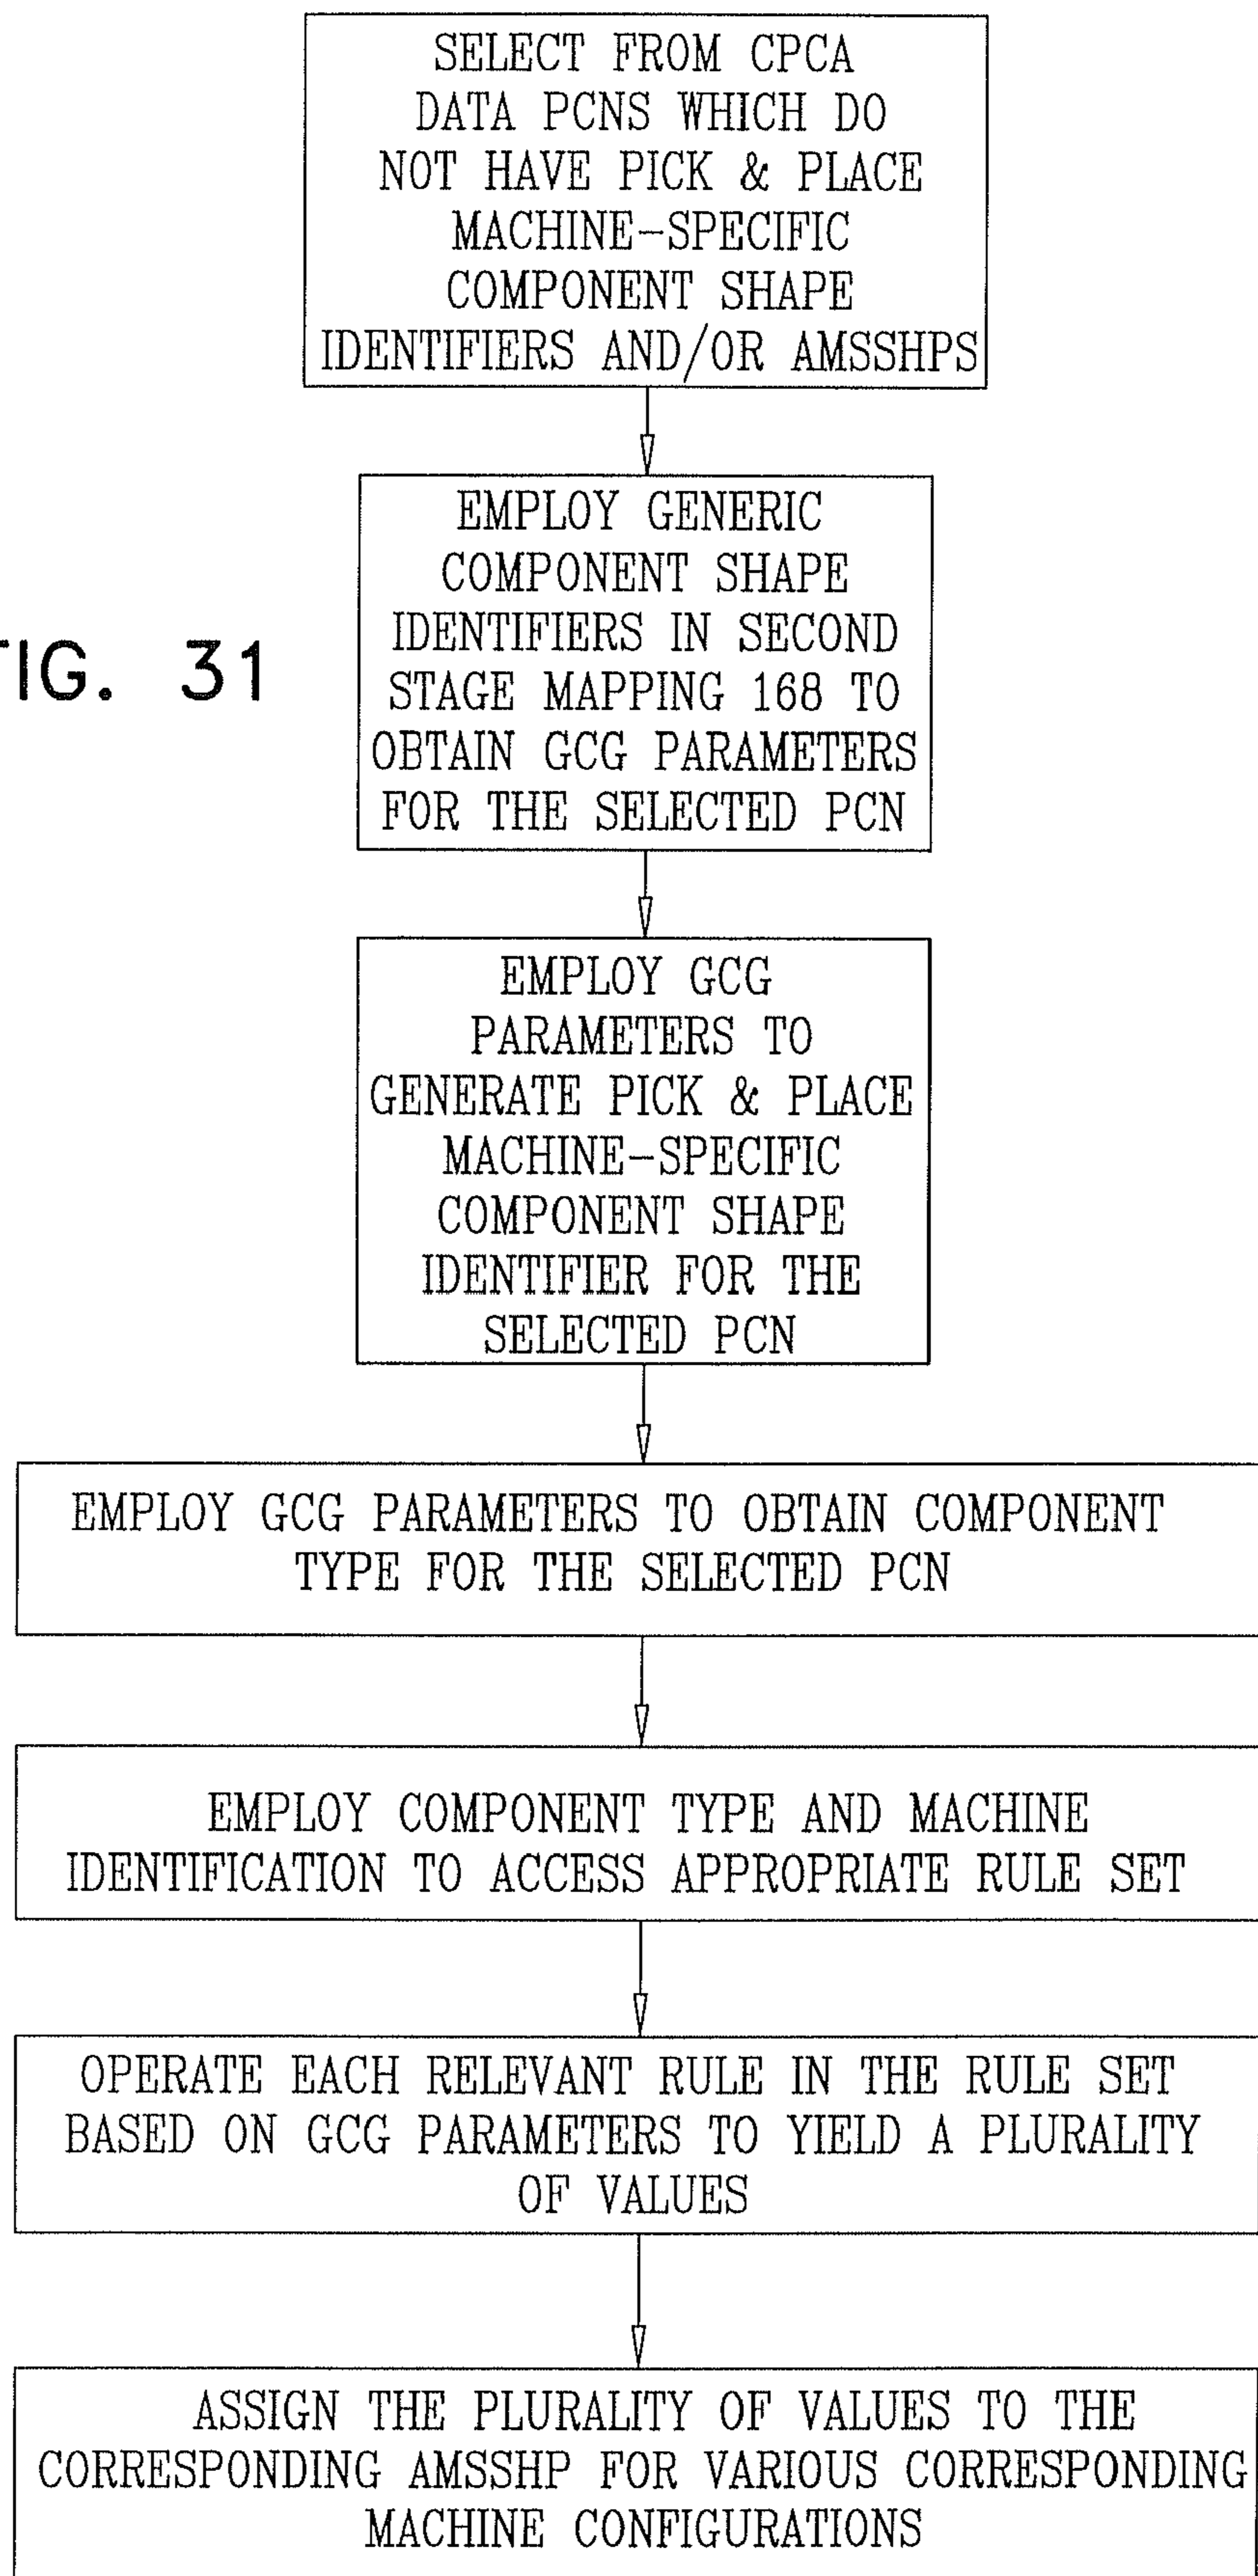 SELECT FROM CPCA
DATA PCNS WHICH DO
NOT HAVE PICK & PLACE
MACHINE-SPECIFIC
COMPONENT SHAPE
IDENTIFIERS AND/OR AMSSHPS
EMPLOY GENERIC
COMPONENT SHAPE
IDENTIFIERS IN SECOND
STAGE MAPPING 168 TO
OBTAIN GCG PARAMETERS
FOR THE SELECTED PCN
FIG. 31
EMPLOY GCG
PARAMETERS TO
GENERATE PICK & PLACE
MACHINE-SPECIFIC
COMPONENT SHAPE
IDENTIFIER FOR THE
SELECTED PCN
EMPLOY GCG PARAMETERS TO OBTAIN COMPONENT
TYPE FOR THE SELECTED PCN
EMPLOY COMPONENT TYPE AND MACHINE
IDENTIFICATION TO ACCESS APPROPRIATE RULE SET
OPERATE EACH RELEVANT RULE IN THE RULE SET
BASED ON GCG PARAMETERS TO YIELD A PLURALITY
OF VALUES
ASSIGN THE PLURALITY OF VALUES TO THE
CORRESPONDING AMSSHP FOR VARIOUS CORRESPONDING
MACHINE CONFIGURATIONS